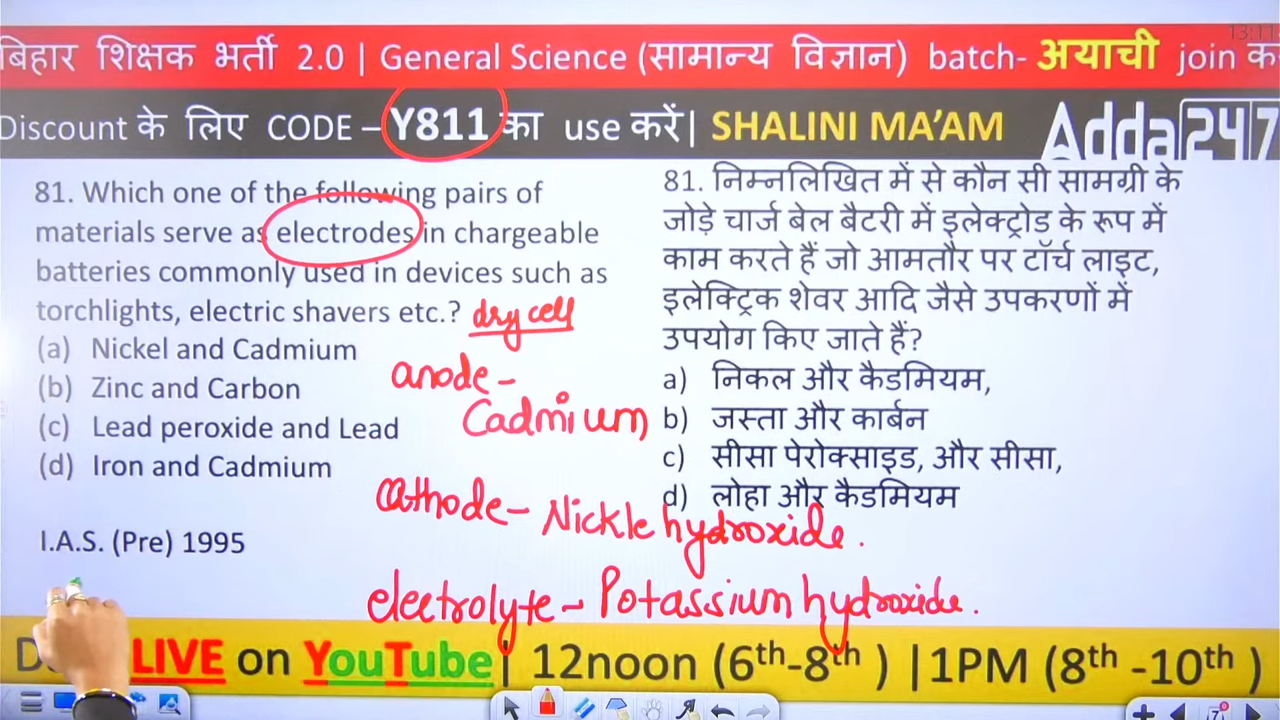 13:11
बिहार शिक्षक भर्ती 2.0 | General Science (सामान्य विज्ञान) batch- अयाची join क
Discount के लिए CODE – Y811 का use करें| SHALINI MA’AM Adda247
81. Which one of the following pairs of
materials serve as electrodes in chargeable
batteries commonly used in devices such as
torchlights, electric shavers etc.? dry cell
(a) Nickel and Cadmium
(b) Zinc and Carbon
(c) Lead peroxide and Lead
(d) Iron and Cadmium
I.A.S. (Pre) 1995
anode –
Cadmium
Cathode – Nickle hydroxide.
electrolyte – Potassium hydroxide.
81. निम्नलिखित में से कौन सी सामग्री के
जोड़े चार्ज बेल बैटरी में इलेक्ट्रोड के रूप में
काम करते हैं जो आमतौर पर टॉर्च लाइट,
इलेक्ट्रिक शेवर आदि जैसे उपकरणों में
उपयोग किए जाते हैं?
a) निकल और कैडमियम,
b) जस्ता और कार्बन
c) सीसा पेरोक्साइड, और सीसा,
d) लोहा और कैडमियम
LIVE on YouTube | 12noon (6th-8th ) |1PM (8th -10th )